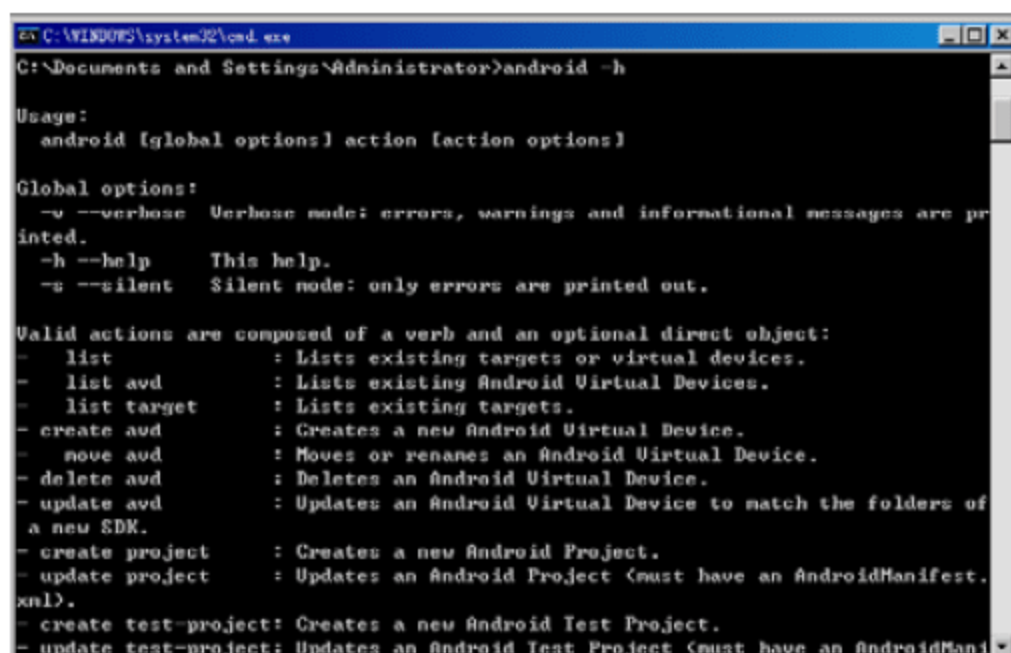 C:\WINDOWS\system32\cmd.exe
C:\Documents and Settings\Administrator>android -h
Usage:
  android [global options] action [action options]
Global options:
  -v --verbose  Verbose mode: errors, warnings and informational messages are pr
inted.
  -h --help     This help.
  -s --silent   Silent mode: only errors are printed out.
Valid actions are composed of a verb and an optional direct object:
-   list              : Lists existing targets or virtual devices.
-   list avd          : Lists existing Android Virtual Devices.
-   list target       : Lists existing targets.
- create avd          : Creates a new Android Virtual Device.
-   move avd          : Moves or renames an Android Virtual Device.
- delete avd          : Deletes an Android Virtual Device.
- update avd          : Updates an Android Virtual Device to match the folders of
 a new SDK.
- create project      : Creates a new Android Project.
- update project      : Updates an Android Project (must have an AndroidManifest.
xml).
- create test-project: Creates a new Android Test Project.
- update test-project: Updates an Android Test Project (must have an AndroidMani